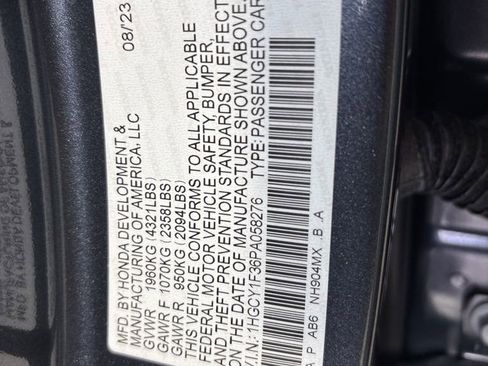 MFD. BY HONDA DEVELOPMENT & 08/23
MANUFACTURING OF AMERICA, LLC
GVWR 1960KG (4321LBS)
GAWR F 1070KG (2358LBS)
GAWR R 950KG (2094LBS)
THIS VEHICLE CONFORMS TO ALL APPLICABLE
FEDERAL MOTOR VEHICLE SAFETY, BUMPER,
AND THEFT PREVENTION STANDARDS IN EFFECT
ON THE DATE OF MANUFACTURE SHOWN ABOVE.
V.I.N.: 1HGCY1F36PA058276 TYPE:PASSENGER CAR
A P AB6 NH904MX B A